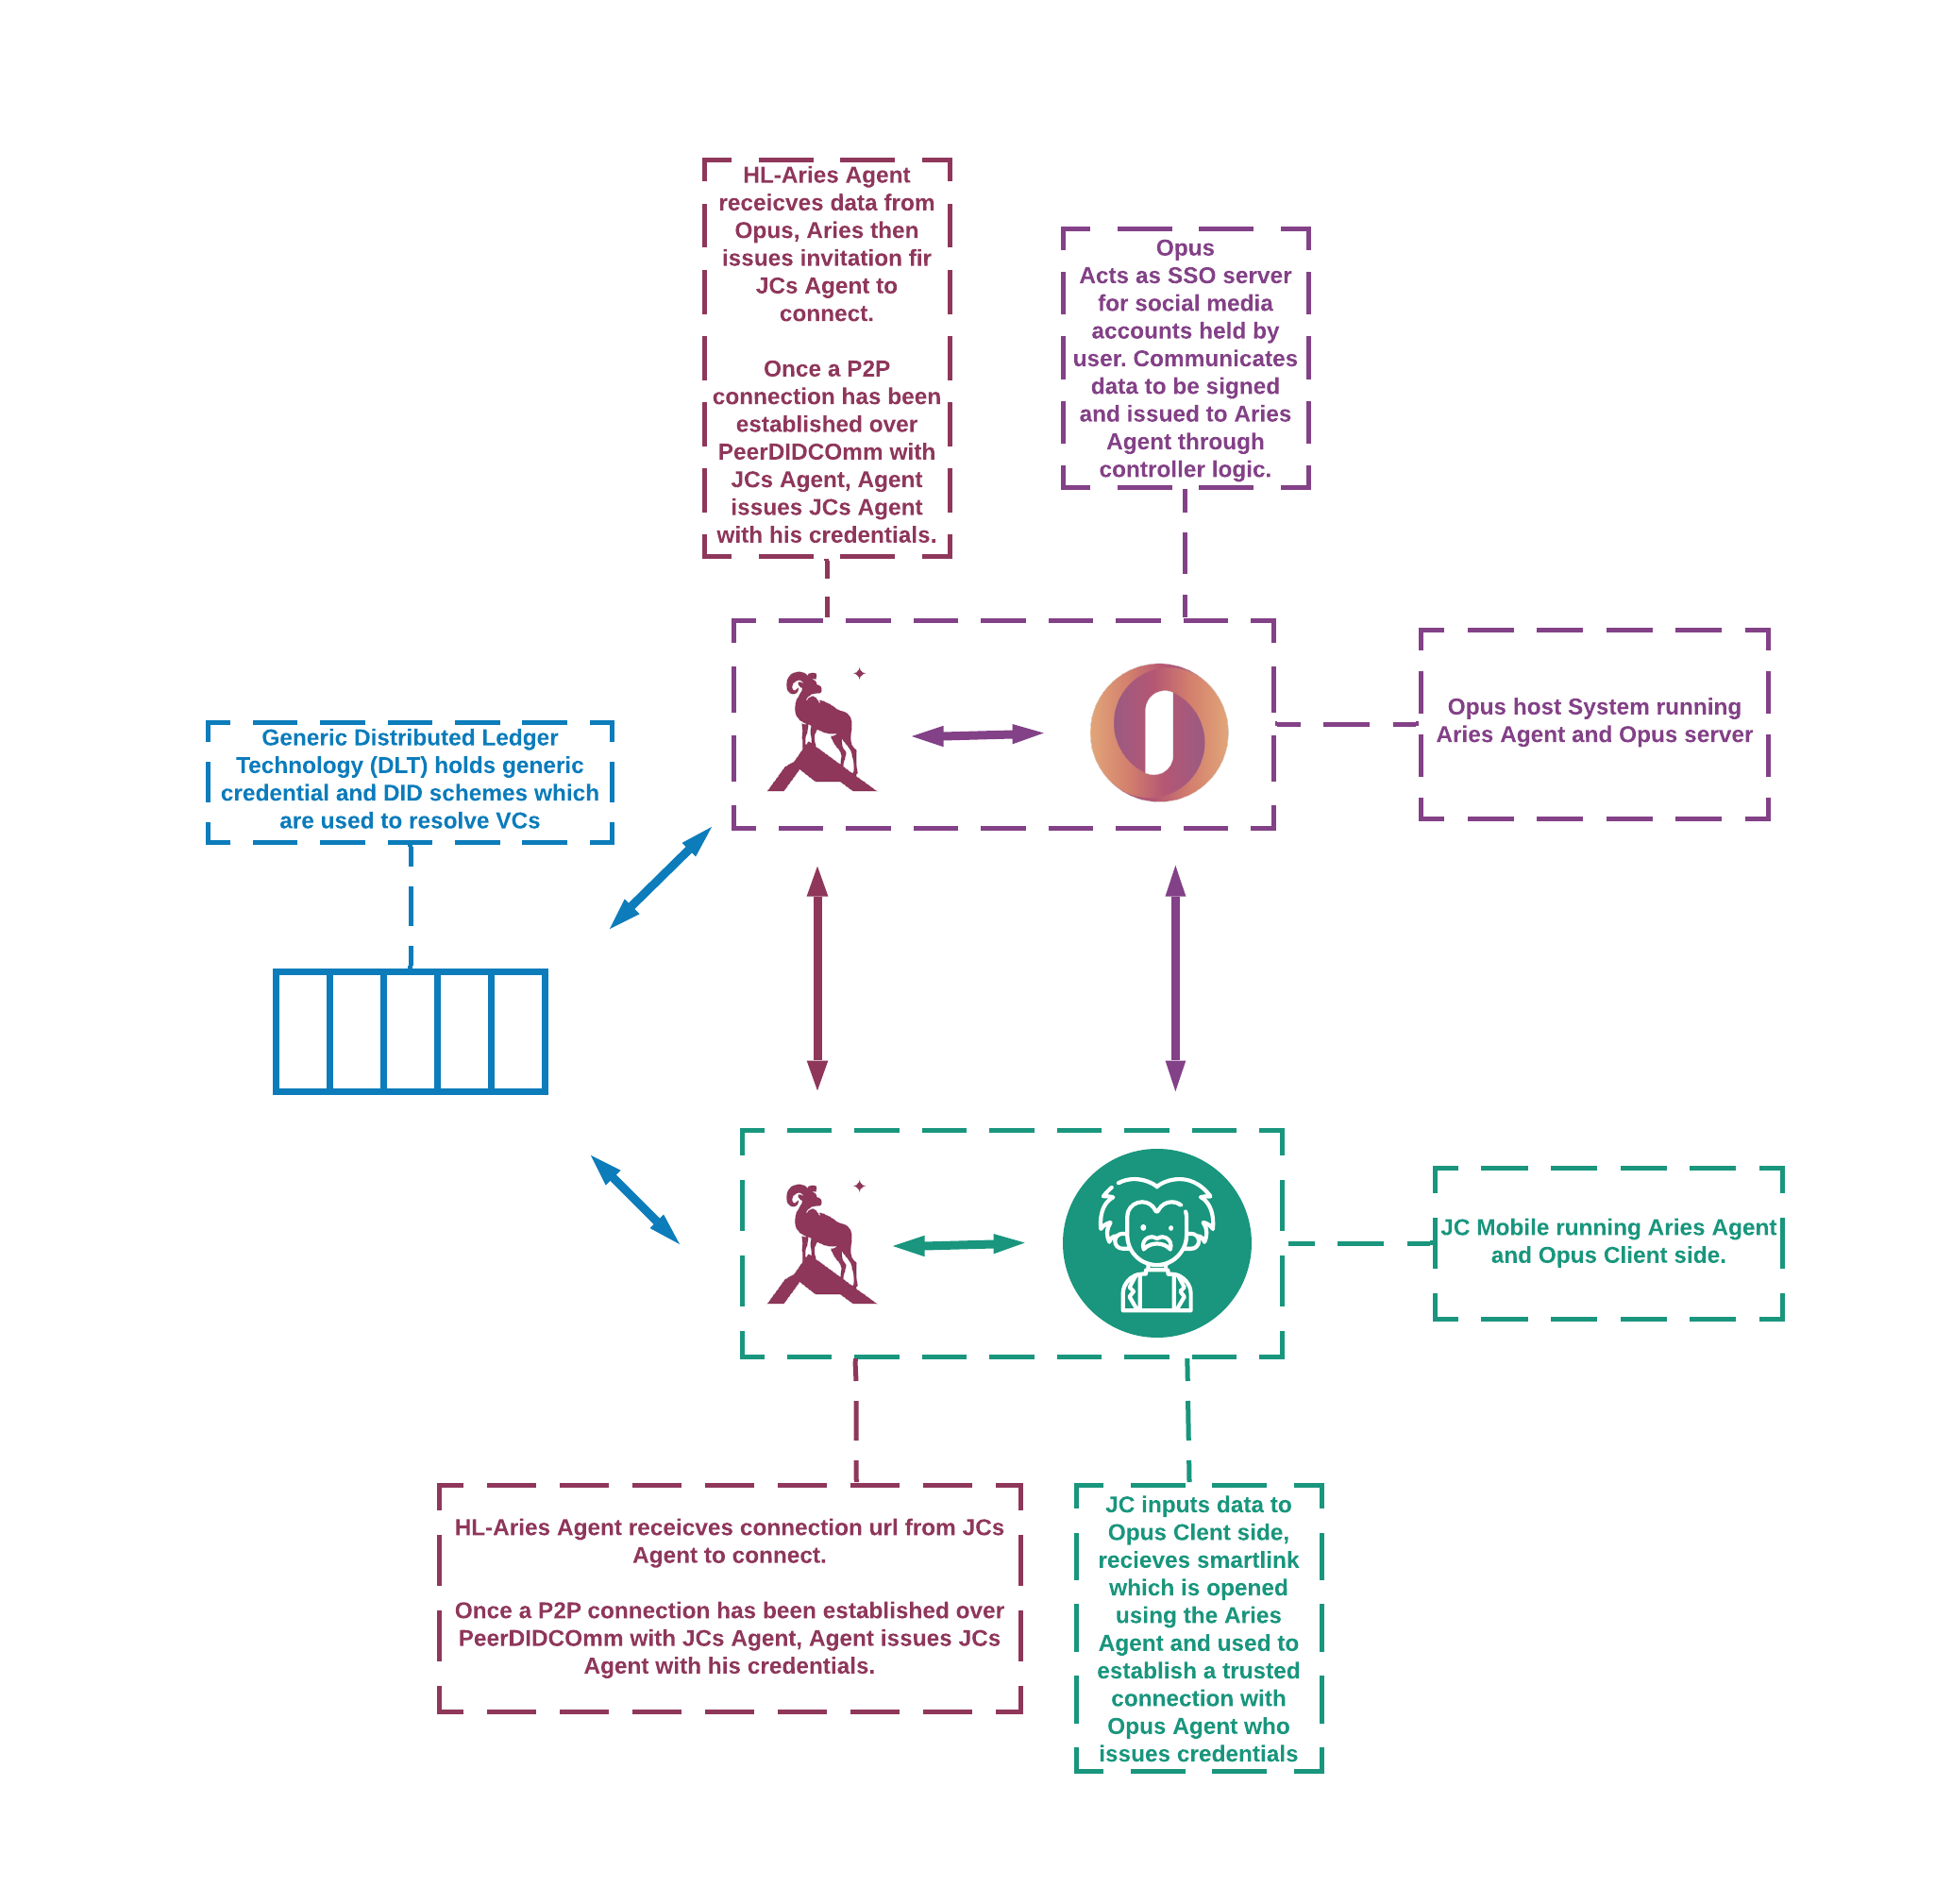 HL-Aries Agent
receicves data from
Opus, Aries then
issues invitation fir
JCs Agent to
connect.
Once a P2P
connection has been
established over
PeerDIDCOmm with
JCs Agent, Agent
issues JCs Agent
with his credentials.
Opus
Acts as SSO server
for social media
accounts held by
user. Communicates
data to be signed
and issued to Aries
Agent through
controller logic.
Opus host System running
Aries Agent and Opus server
Generic Distributed Ledger
Technology (DLT) holds generic
credential and DID schemes which
are used to resolve VCs
JC Mobile running Aries Agent
and Opus Client side.
HL-Aries Agent receicves connection url from JCs
Agent to connect.
Once a P2P connection has been established over
PeerDIDCOmm with JCs Agent, Agent issues JCs
Agent with his credentials.
JC inputs data to
Opus Clent side,
recieves smartlink
which is opened
using the Aries
Agent and used to
establish a trusted
connection with
Opus Agent who
issues credentials